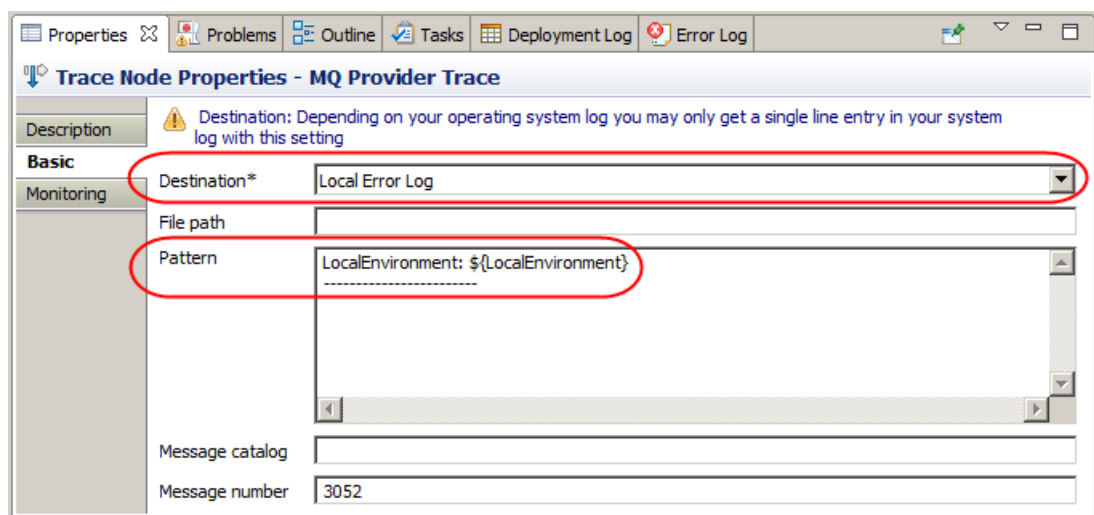 Properties Problems Outline Tasks Deployment Log Error Log
Trace Node Properties - MQ Provider Trace
Destination: Depending on your operating system log you may only get a single line entry in your system
log with this setting
Description
Basic
Monitoring
Destination* Local Error Log
File path
Pattern LocalEnvironment: ${LocalEnvironment}
------------------------
Message catalog
Message number 3052